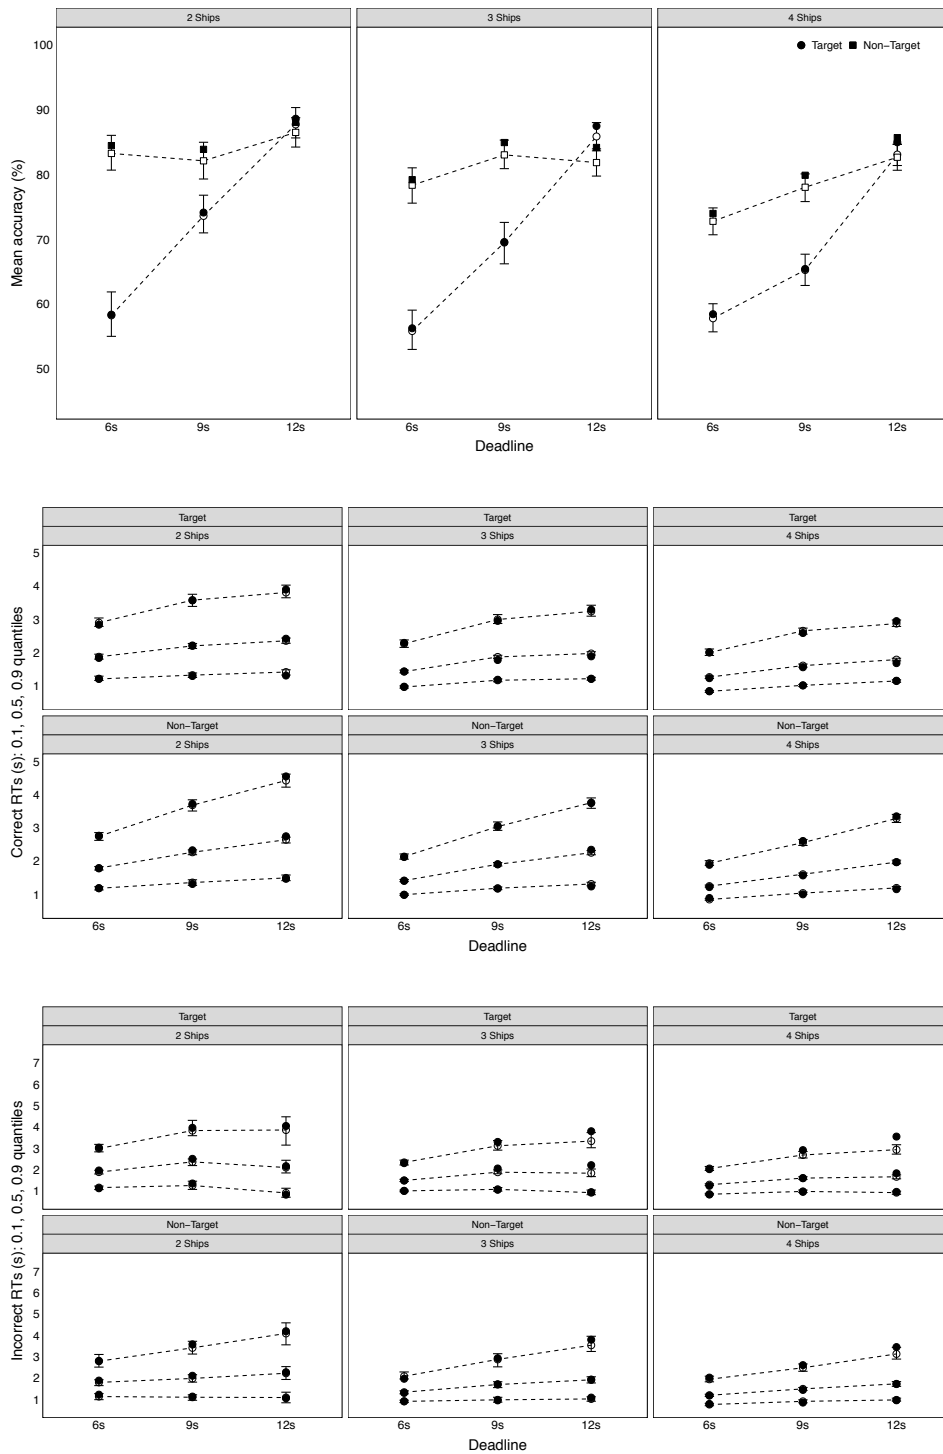 2 Ships 3 Ships 4 Ships
Target Non-Target
Mean accuracy (%)
100
90
80
70
60
50
6s 9s 12s 6s 9s 12s 6s 9s 12s
Deadline
Correct RTs (s): 0.1, 0.5, 0.9 quantiles
Target Target Target
2 Ships 3 Ships 4 Ships
5
4
3
2
1
Non-Target Non-Target Non-Target
2 Ships 3 Ships 4 Ships
5
4
3
2
1
6s 9s 12s 6s 9s 12s 6s 9s 12s
Deadline
Incorrect RTs (s): 0.1, 0.5, 0.9 quantiles
Target Target Target
2 Ships 3 Ships 4 Ships
7
6
5
4
3
2
1
Non-Target Non-Target Non-Target
2 Ships 3 Ships 4 Ships
7
6
5
4
3
2
1
6s 9s 12s 6s 9s 12s 6s 9s 12s
Deadline